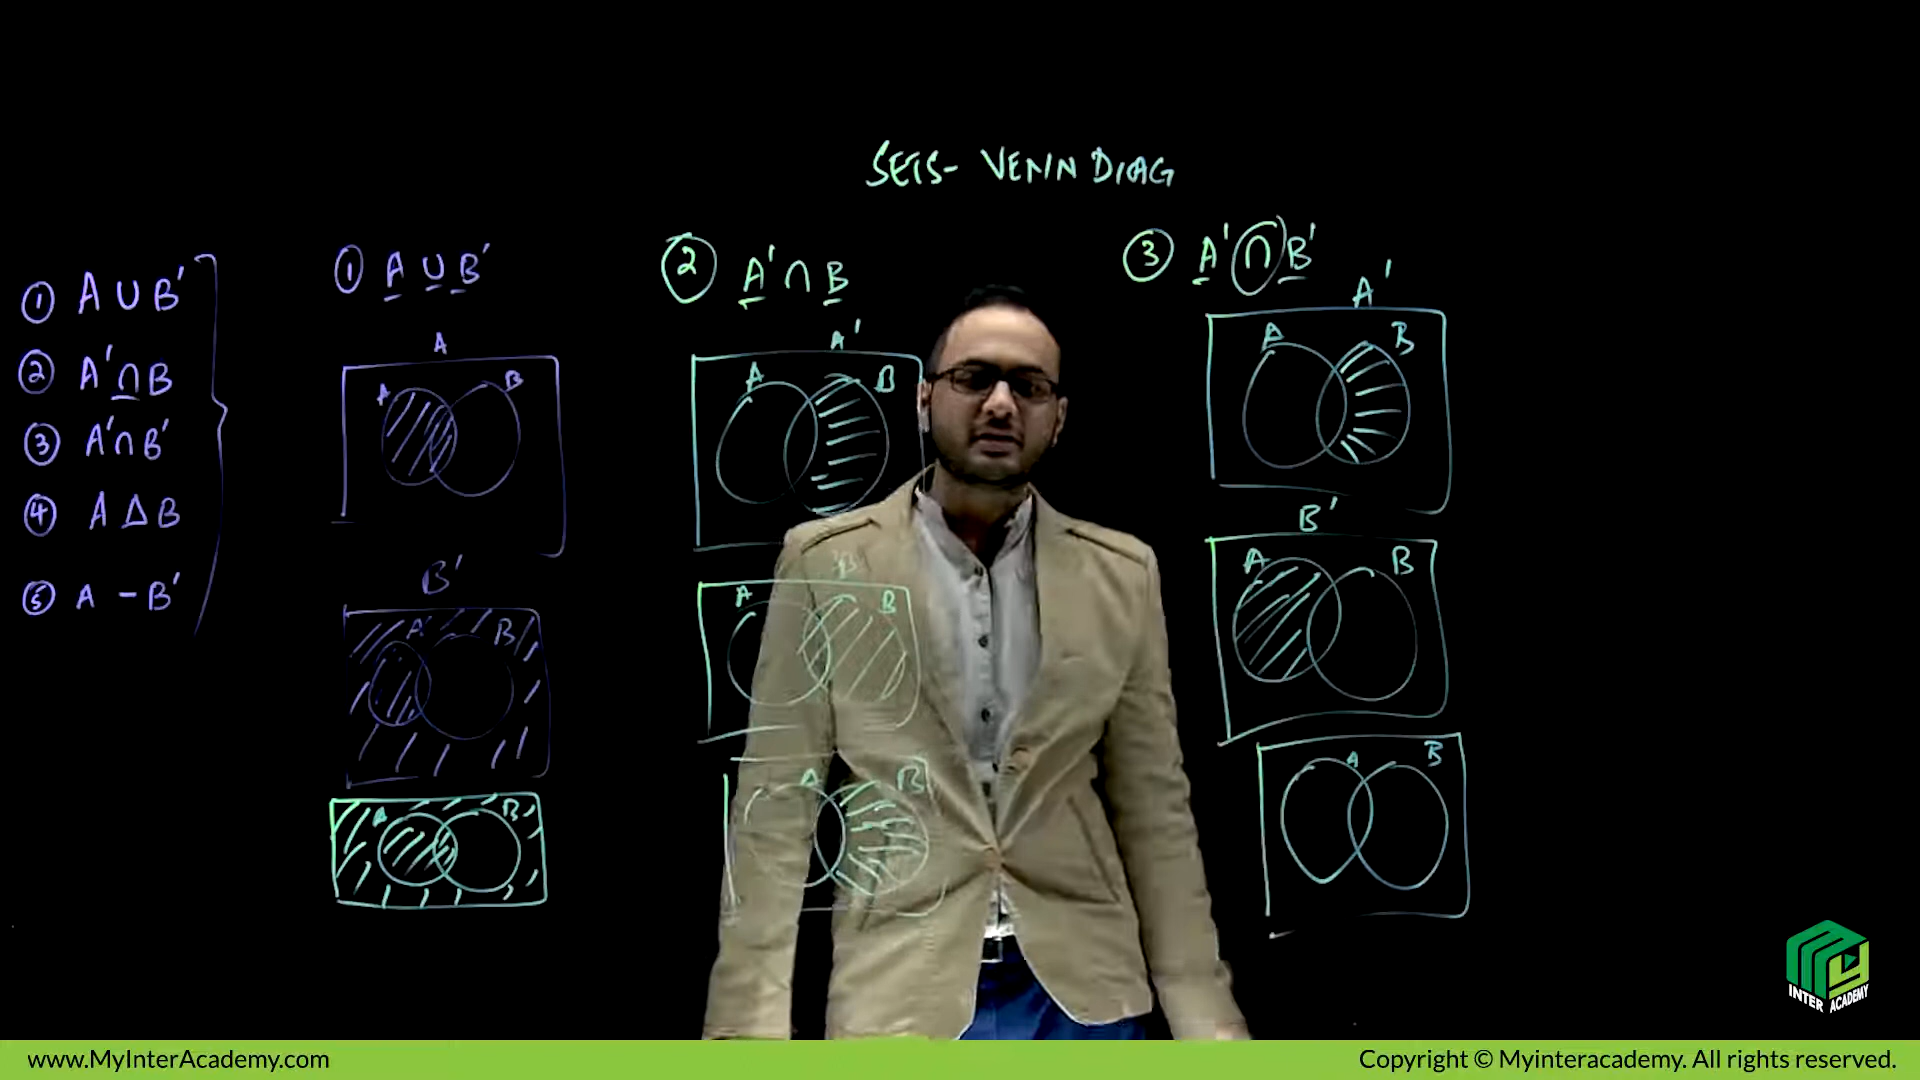 SETS- VENN DIAG
① A ∪ B'
② A' ∩ B
③ A' ∩ B'
④ A Δ B
⑤ A - B'
① A ∪ B'
A
A B
B'
A B
A B
② A' ∩ B
A'
A B
B
A B
A B
③ A' ∩ B'
A'
A B
B'
A B
A B
INTER ACADEMY
www.MyInterAcademy.com
Copyright © Myinteracademy. All rights reserved.